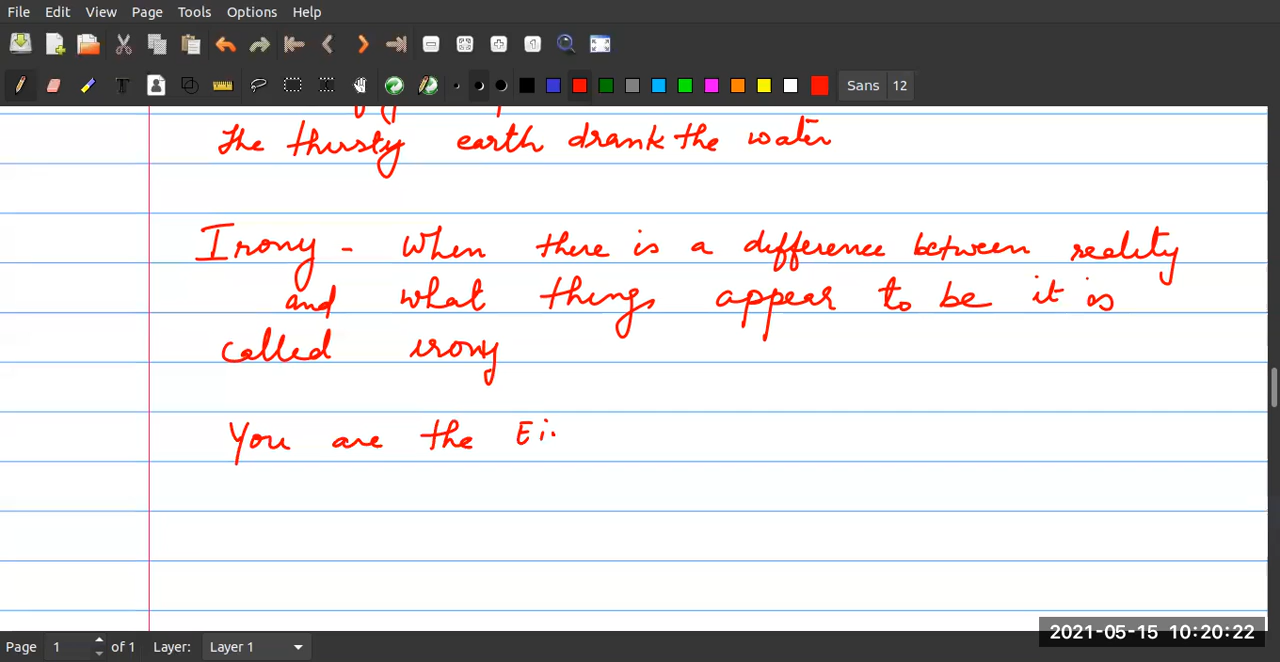 File Edit View Page Tools Options Help
Sans 12
The thirsty earth drank the water
Irony - When there is a difference between reality
and what things appear to be it is
called irony
You are the Ei
Page 1 of 1 Layer: Layer 1
2021-05-15 10:20:22